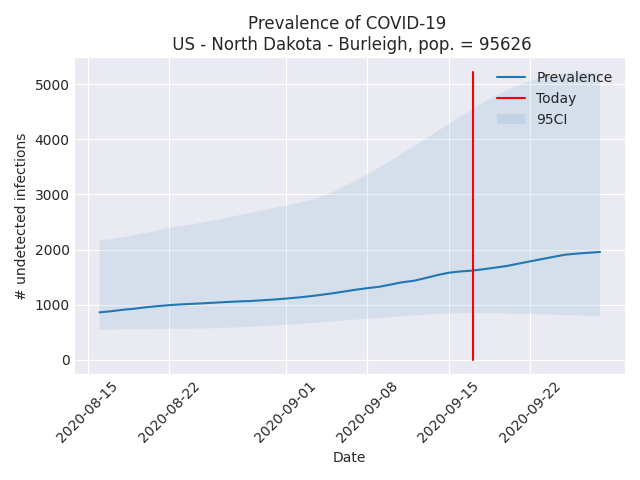 Prevalence of COVID-19
US - North Dakota - Burleigh, pop. = 95626
Prevalence
Today
95CI
# undetected infections
5000
4000
3000
2000
1000
0
2020-08-15
2020-08-22
2020-09-01
2020-09-08
2020-09-15
2020-09-22
Date